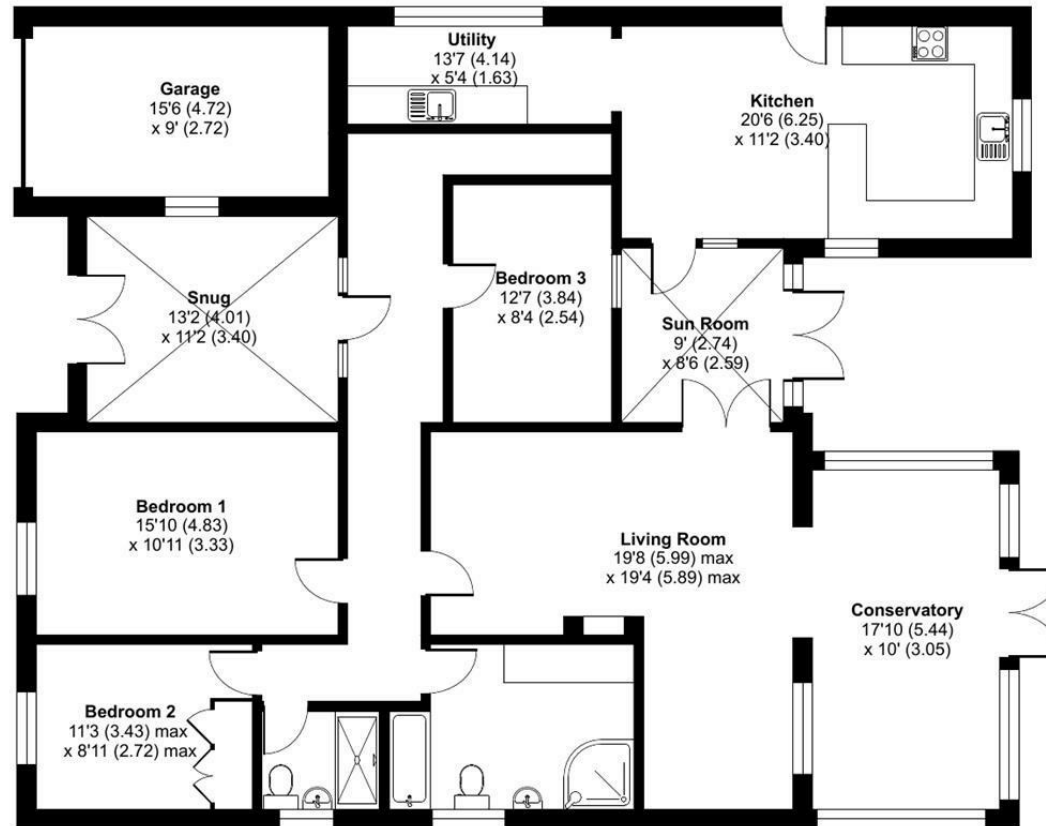 Utility
13'7 (4.14)
x 5'4 (1.63)
Garage
15'6 (4.72)
x 9' (2.72)
Kitchen
20'6 (6.25)
x 11'2 (3.40)
Snug
13'2 (4.01)
x 11'2 (3.40)
Bedroom 3
12'7 (3.84)
x 8'4 (2.54)
Sun Room
9' (2.74)
x 8'6 (2.59)
Bedroom 1
15'10 (4.83)
x 10'11 (3.33)
Living Room
19'8 (5.99) max
x 19'4 (5.89) max
Conservatory
17'10 (5.44)
x 10' (3.05)
Bedroom 2
11'3 (3.43) max
x 8'11 (2.72) max